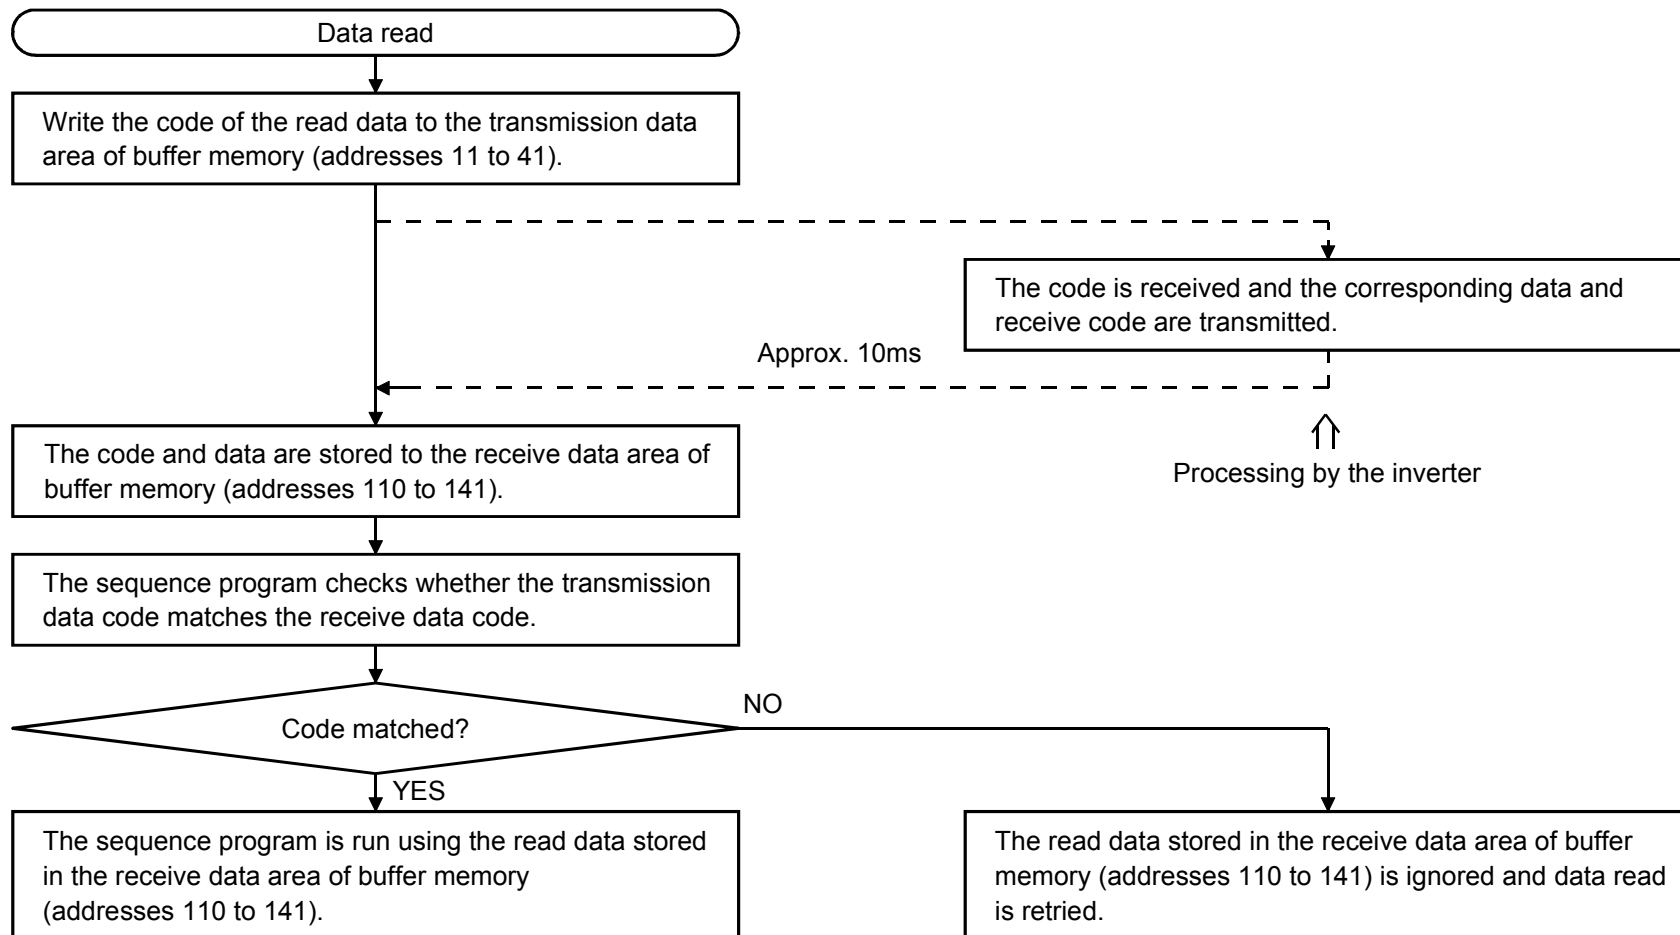 Data read
Write the code of the read data to the transmission data
area of buffer memory (addresses 11 to 41).
The code is received and the corresponding data and
receive code are transmitted.
Approx. 10ms
The code and data are stored to the receive data area of
buffer memory (addresses 110 to 141).
Processing by the inverter
The sequence program checks whether the transmission
data code matches the receive data code.
Code matched?
NO
YES
The sequence program is run using the read data stored
in the receive data area of buffer memory
(addresses 110 to 141).
The read data stored in the receive data area of buffer
memory (addresses 110 to 141) is ignored and data read
is retried.